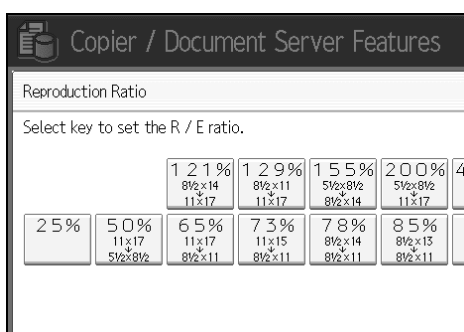 Copier / Document Server Features
Reproduction Ratio
Select key to set the R / E ratio.
121% 129% 155% 200% 4
8½×14 8½×11 5½×8½ 5½×8½
↓ ↓ ↓ ↓
11×17 11×17 8½×14 11×17
25% 50% 65% 73% 78% 85%
11×17 11×17 11×15 8½×14 8½×13
↓ ↓ ↓ ↓ ↓
5½×8½ 8½×11 8½×11 8½×11 8½×11